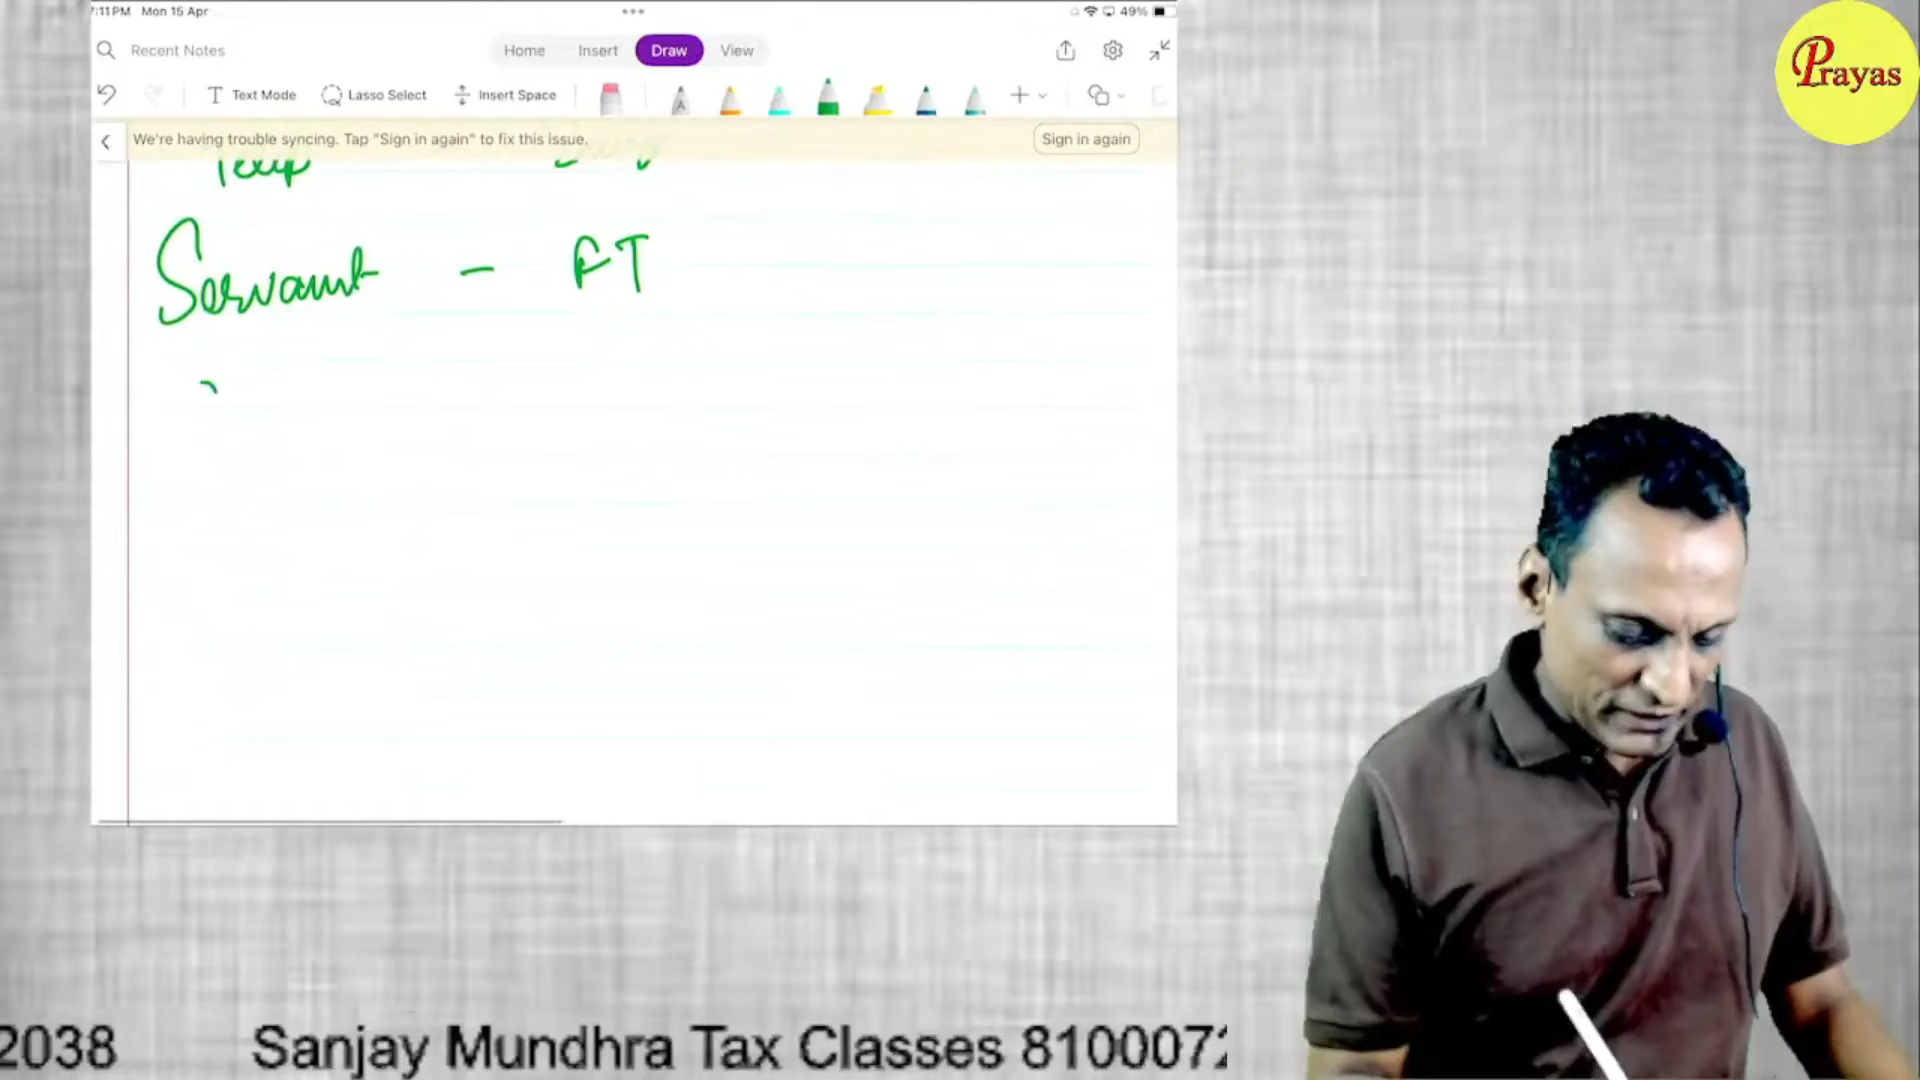 7:11PM Mon 15 Apr
49%
Prayas
Recent Notes
Home Insert Draw View
Text Mode Lasso Select Insert Space
A
We're having trouble syncing. Tap "Sign in again" to fix this issue.
Sign in again
Servant - FT
2038 Sanjay Mundhra Tax Classes 810007